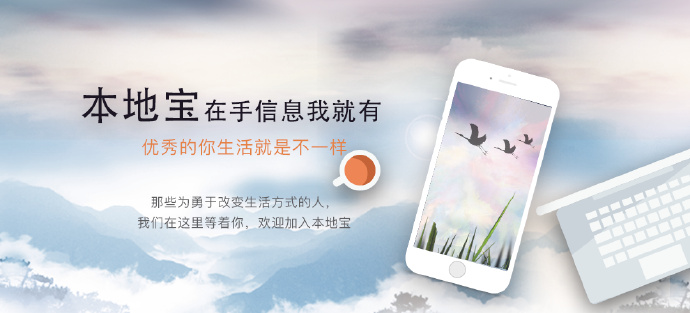 本地宝在手信息我就有
优秀的你生活就是不一样
那些为勇于改变生活方式的人，
我们在这里等着你，欢迎加入本地宝